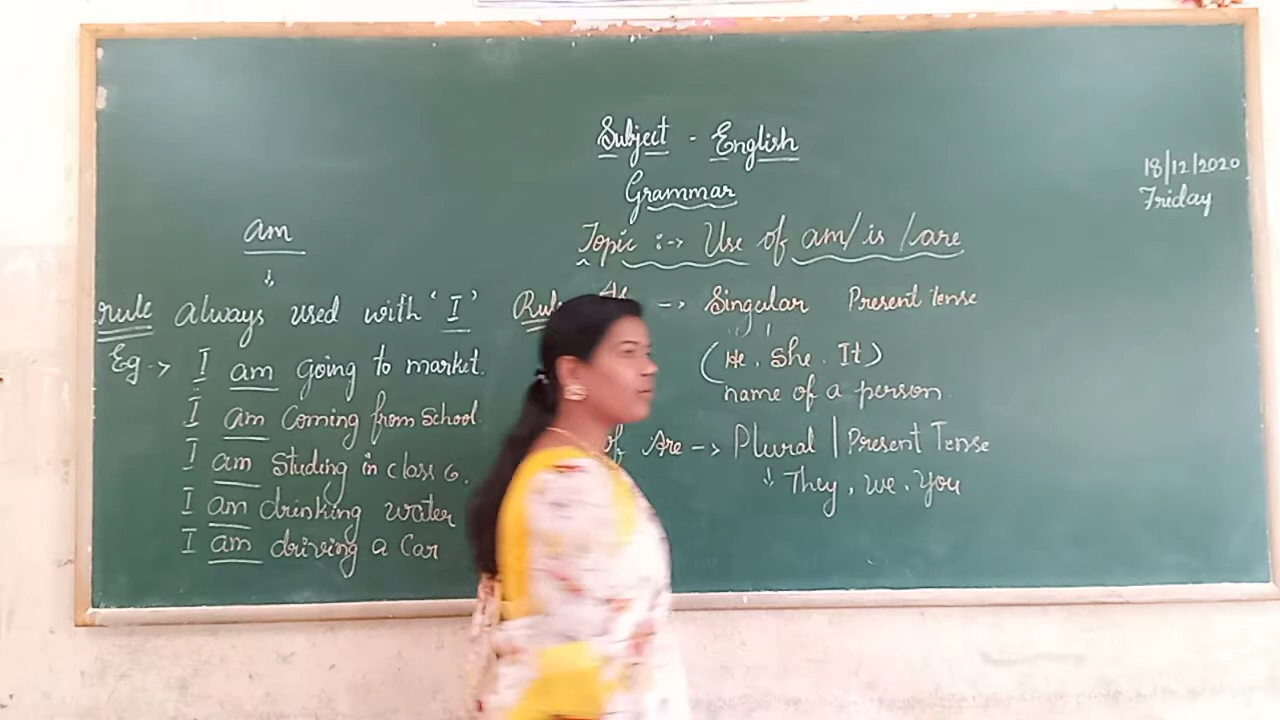 Subject - English
Grammar
18/12/2020
Friday
Topic :-> Use of am/is/are
am
rule always used with 'I'
Eg -> I am going to market.
I am coming from School.
I am studing in class 6.
I am drinking water
I am driving a Car
-> Singular Present tense
(He, She. It)
name of a person
of Are -> Plural | Present Tense
They, we, You